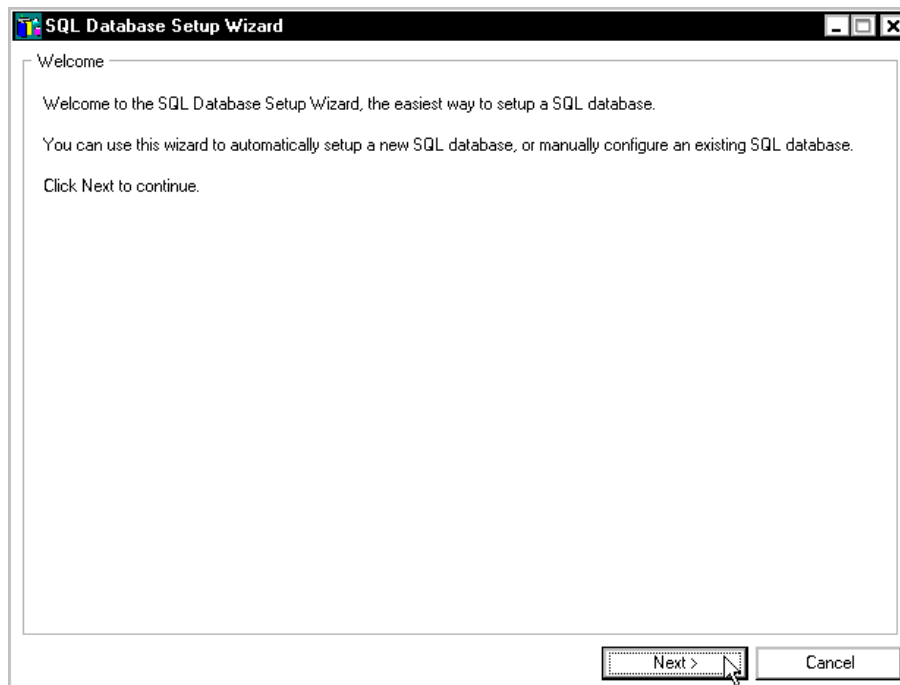 SQL Database Setup Wizard
Welcome
Welcome to the SQL Database Setup Wizard, the easiest way to setup a SQL database.
You can use this wizard to automatically setup a new SQL database, or manually configure an existing SQL database.
Click Next to continue.
Next >
Cancel